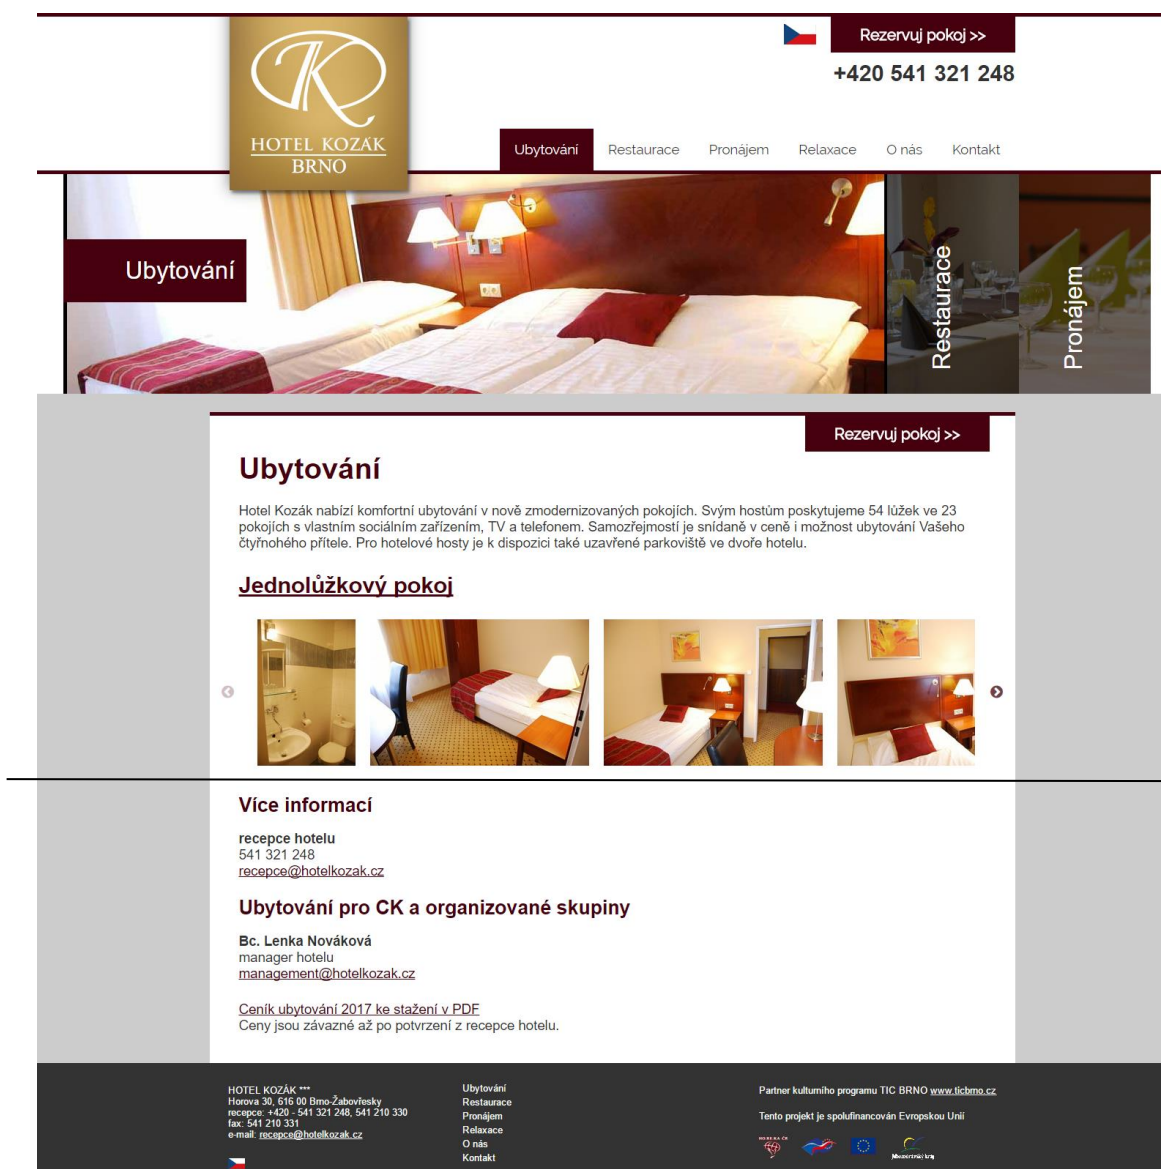 HOTEL KOZÁK
BRNO
Rezervuj pokoj >>
+420 541 321 248
Ubytování Restaurace Pronájem Relaxace O nás Kontakt
Ubytování
Restaurace
Pronájem
Rezervuj pokoj >>
Ubytování
Hotel Kozák nabízí komfortní ubytování v nově zmodernizovaných pokojích. Svým hostům poskytujeme 54 lůžek ve 23
pokojích s vlastním sociálním zařízením, TV a telefonem. Samozřejmostí je snídaně v ceně i možnost ubytování Vašeho
čtyřnohého přítele. Pro hotelové hosty je k dispozici také uzavřené parkoviště ve dvoře hotelu.
Jednolůžkový pokoj
Více informací
recepce hotelu
541 321 248
recepce@hotelkozak.cz
Ubytování pro CK a organizované skupiny
Bc. Lenka Nováková
manager hotelu
management@hotelkozak.cz
Ceník ubytování 2017 ke stažení v PDF
Ceny jsou závazné až po potvrzení z recepce hotelu.
HOTEL KOZÁK ***
Horova 30, 616 00 Brno-Žabovřesky
recepce: +420 - 541 321 248, 541 210 330
fax: 541 210 331
e-mail: recepce@hotelkozak.cz
Ubytování
Restaurace
Pronájem
Relaxace
O nás
Kontakt
Partner kulturního programu TIC BRNO www.ticbrno.cz
Tento projekt je spolufinancován Evropskou Unií